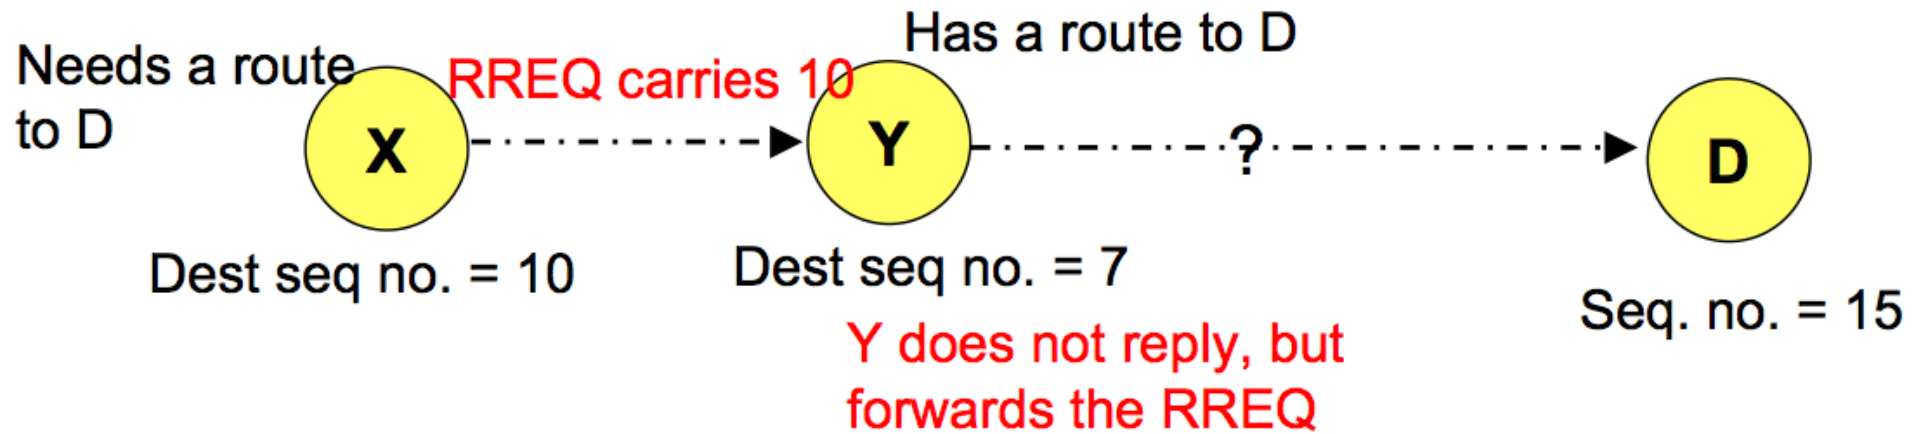 Has a route to D
Needs a route
to D
RREQ carries 10
X
Y
?
D
Dest seq no. = 10
Dest seq no. = 7
Seq. no. = 15
Y does not reply, but
forwards the RREQ